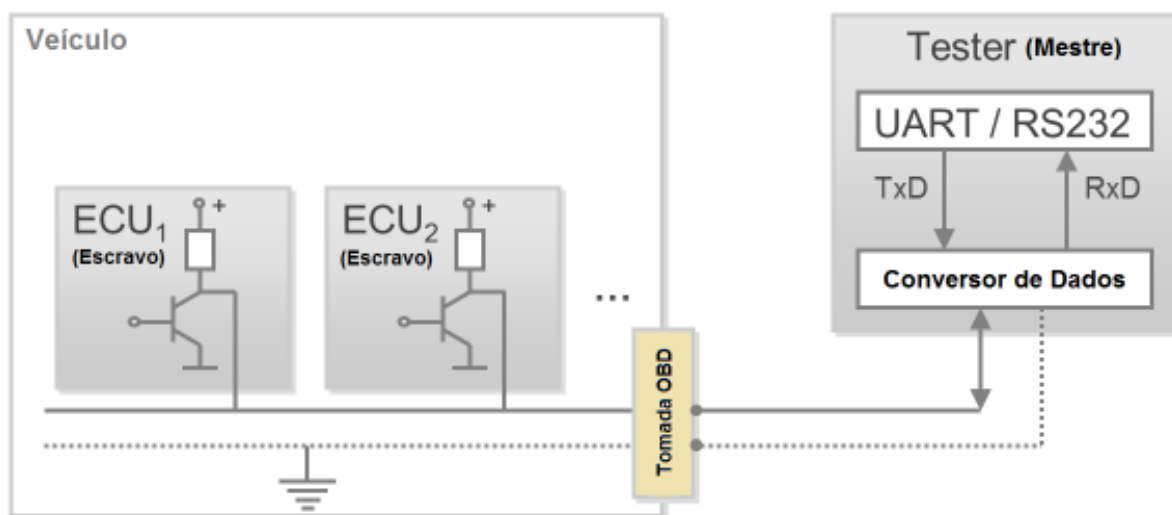 Veículo
ECU1
(Escravo)
+
ECU2
(Escravo)
+
...
Tomada OBD
Tester (Mestre)
UART / RS232
TxD
RxD
Conversor de Dados